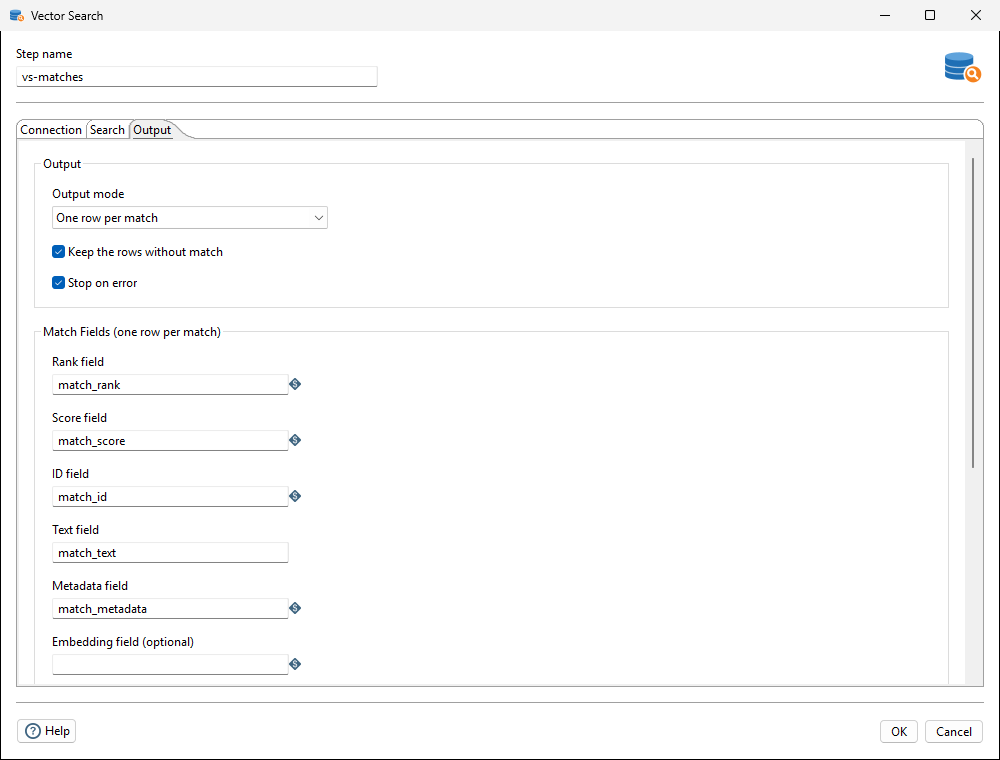 Vector Search
Step name
vs-matches
Connection
Search
Output
Output
Output mode
One row per match
Keep the rows without match
Stop on error
Match Fields (one row per match)
Rank field
match_rank
Score field
match_score
ID field
match_id
Text field
match_text
Metadata field
match_metadata
Embedding field (optional)
Help
OK
Cancel